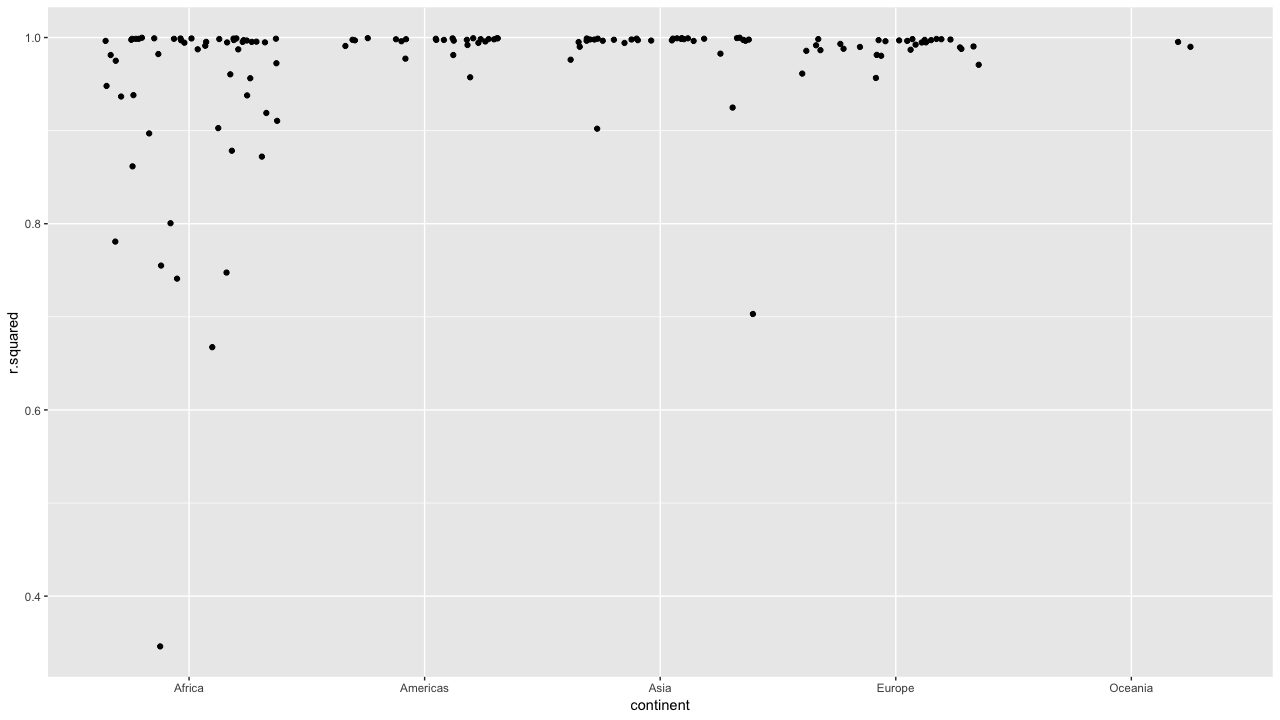 1.0
0.8
0.6
0.4
r.squared
Africa
Americas
Asia
Europe
Oceania
continent